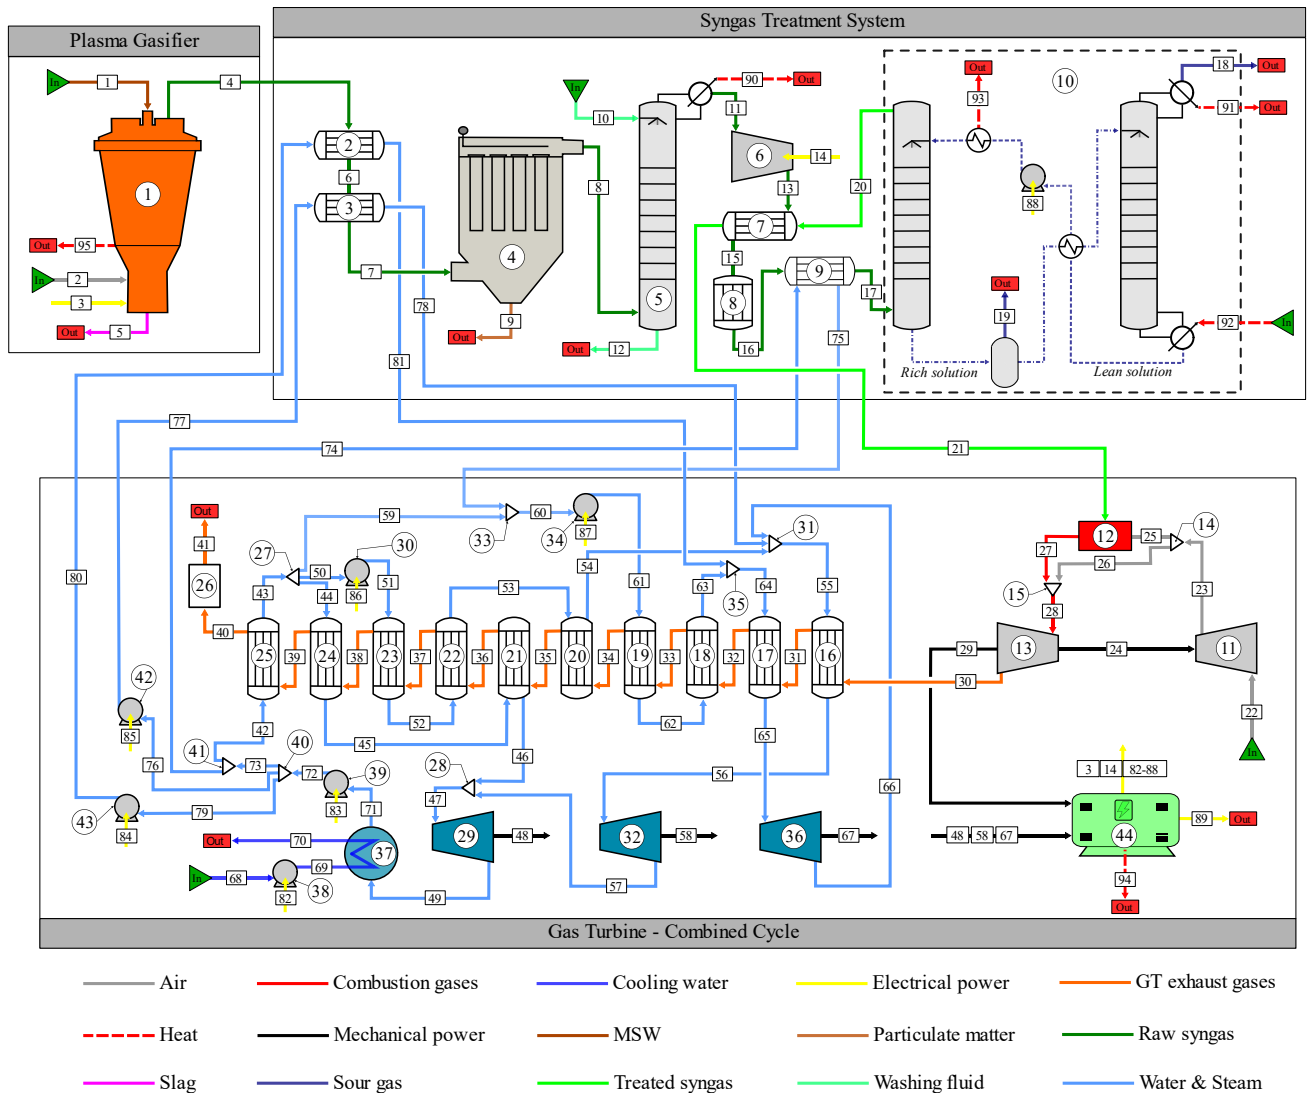 Syngas Treatment System
Plasma Gasifier
In 1 4 In 10 90 Out 11 Out 93 10 18 Out 91 Out
1 2 6 3 7 4 8 5 9 Out 12 Out
Out 95 In 2 3 Out 5
6 14 13 7 20 15 8 9 16 17 75
88 Out 19 92 In
Rich solution Lean solution
78 81 77 74 21 80
Out 41 26 27 59 30 33 60 34 87 31
43 50 44 86 51 53 54 61 63 35 64 55
12 25 14 27 26 15 28 23
40 25 39 24 38 23 37 22 36 21 35 20 34 19 33 18 32 17 31 16 29 13 24 11
30 22 In
42 85 76 41 42 73 40 72 39 45 52 46 62 65 56 66
43 84 79 83 71 28 47
Out 70 37 29 48 32 58 36 67
In 68 69 82 38 49 57
3 14 82-88
48 58 67 44 89 Out
94 Out
Gas Turbine - Combined Cycle
Air Combustion gases Cooling water Electrical power GT exhaust gases
Heat Mechanical power MSW Particulate matter Raw syngas
Slag Sour gas Treated syngas Washing fluid Water & Steam